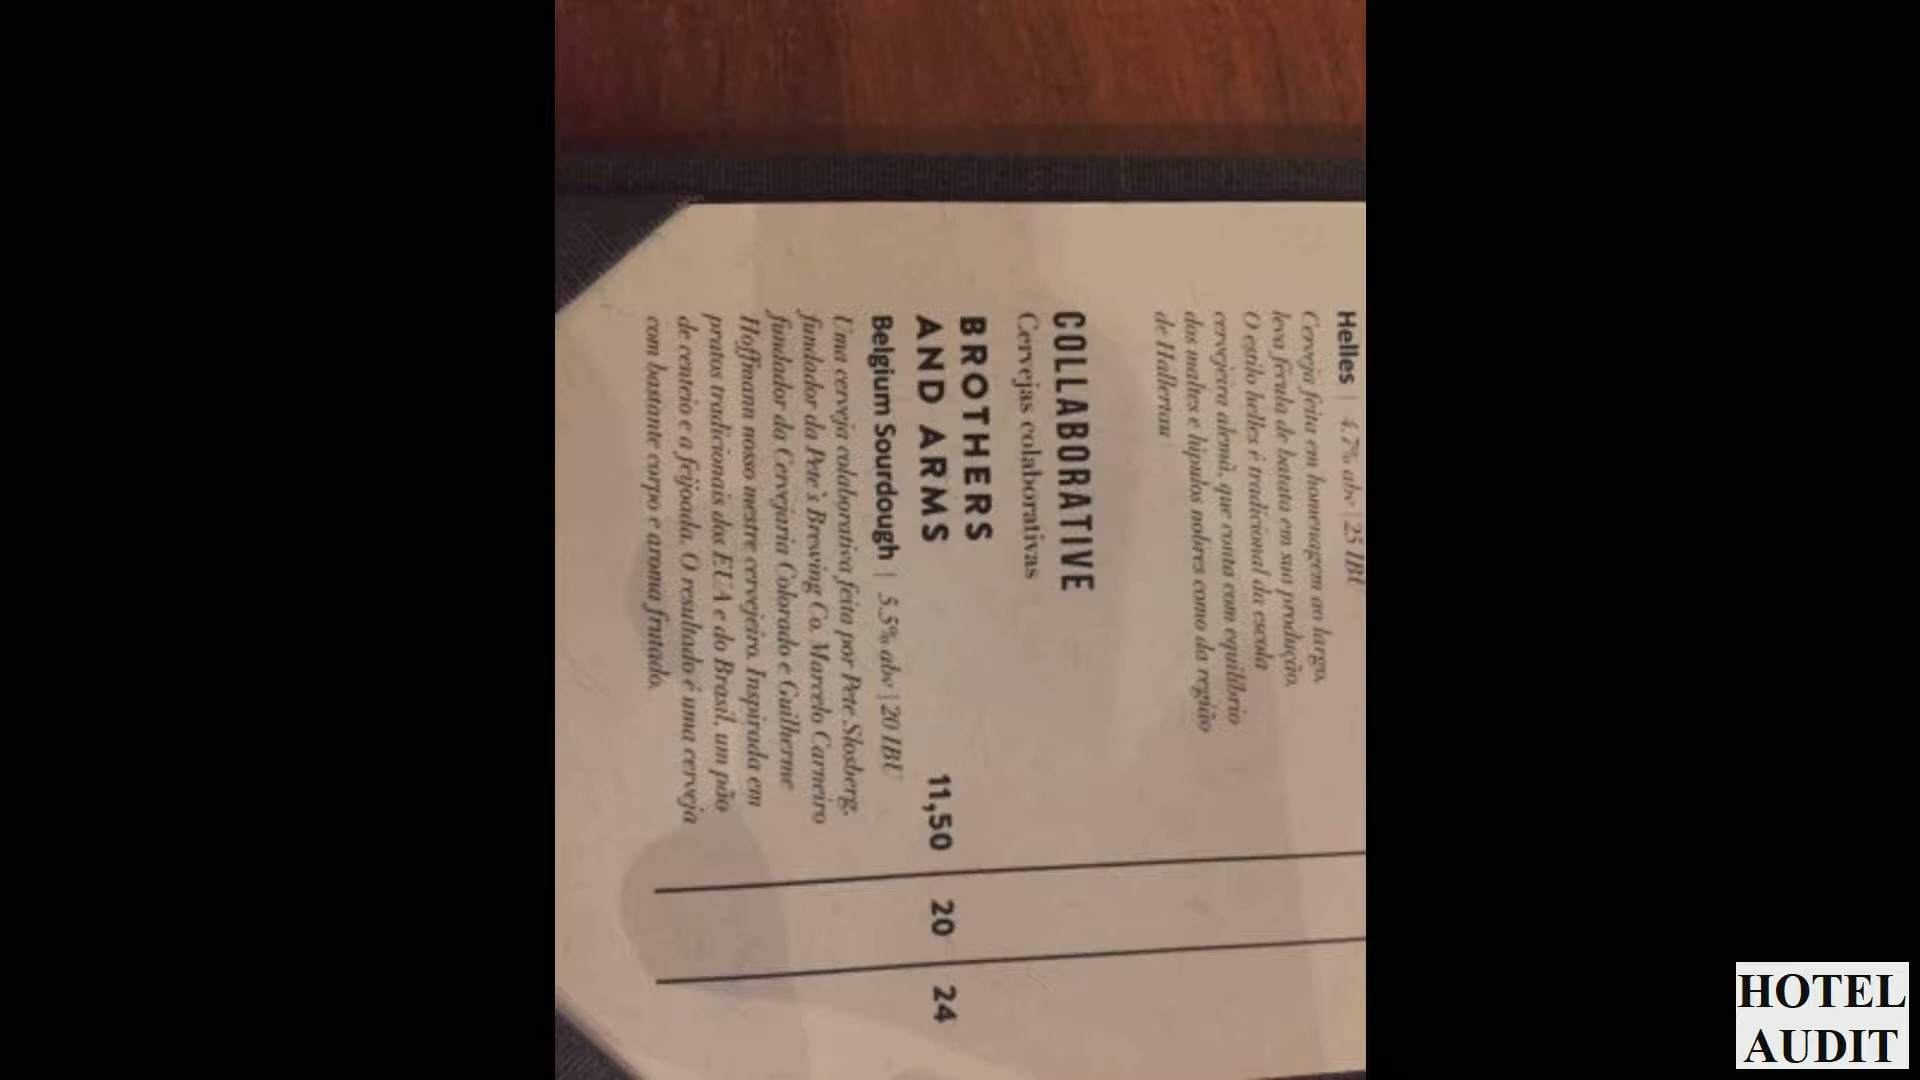 Helles | 4.7% abv | 25 IBU
Cerveja feita em homenagem ao largo,
leva fécula de batata em sua produção.
O estilo helles é tradicional da escola
cervejeira alemã, que conta com equilíbrio
dos maltes e lúpulos nobres como da região
de Hallertau
COLLABORATIVE
Cervejas colaborativas
BROTHERS
AND ARMS 11,50 20 24
Belgium Sourdough | 5.5% abv | 20 IBU
Uma cerveja colaborativa feita por Pete Slosberg,
fundador da Pete's Brewing Co. Marcelo Carneiro
fundador da Cervejaria Colorado e Guilherme
Hoffmann nosso mestre cervejeiro. Inspirada em
pratos tradicionais dos EUA e do Brasil, um pão
de centeio e a feijoada. O resultado é uma cerveja
com bastante corpo e aroma frutado.
HOTEL
AUDIT